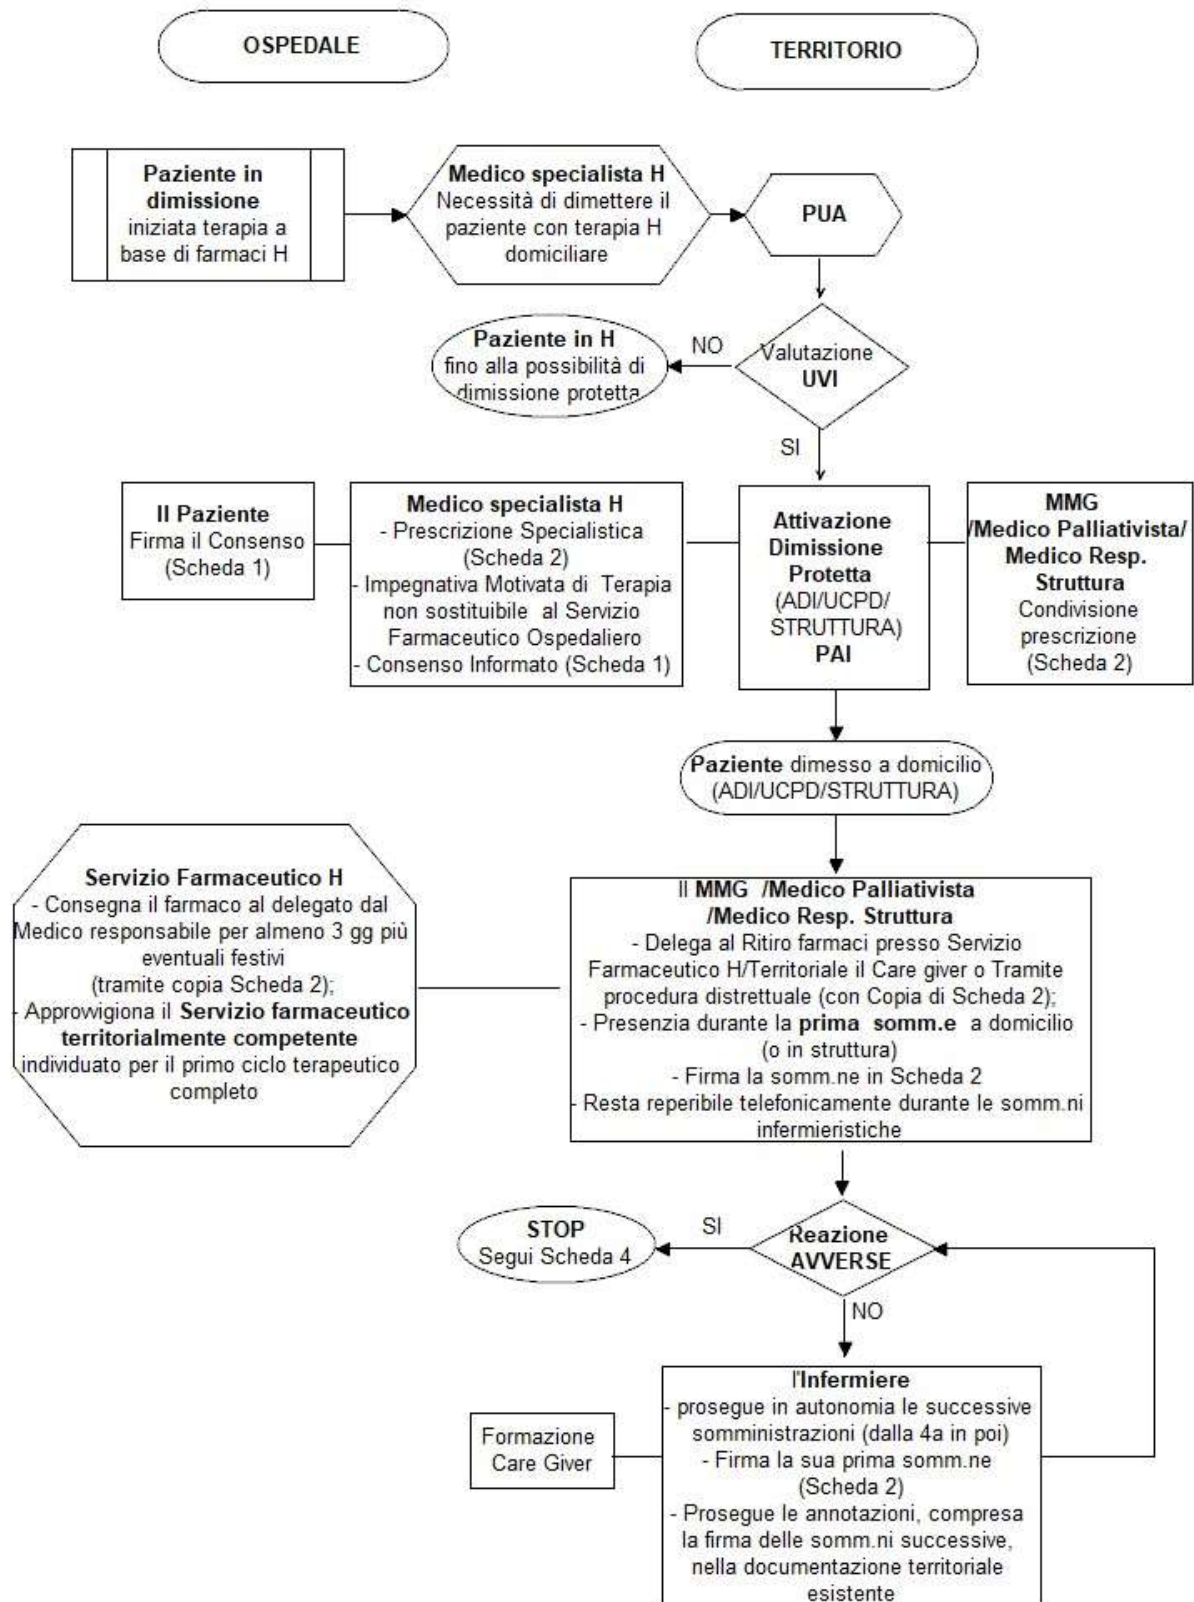 OSPEDALE
TERRITORIO
Paziente in
dimissione
iniziata terapia a
base di farmaci H
Medico specialista H
Necessità di dimettere il
paziente con terapia H
domiciliare
PUA
Paziente in H
fino alla possibilità di
dimissione protetta
NO
Valutazione
UVI
SI
Il Paziente
Firma il Consenso
(Scheda 1)
Medico specialista H
- Prescrizione Specialistica
(Scheda 2)
- Impegnativa Motivata di Terapia
non sostituibile al Servizio
Farmaceutico Ospedaliero
- Consenso Informato (Scheda 1)
Attivazione
Dimissione
Protetta
(ADI/UCPD/
STRUTTURA)
PAI
MMG
/Medico Palliativista/
Medico Resp.
Struttura
Condivisione
prescrizione
(Scheda 2)
Paziente dimesso a domicilio
(ADI/UCPD/STRUTTURA)
Servizio Farmaceutico H
- Consegna il farmaco al delegato dal
Medico responsabile per almeno 3 gg più
eventuali festivi
(tramite copia Scheda 2);
- Approvvigiona il Servizio farmaceutico
territorialmente competente
individuato per il primo ciclo terapeutico
completo
Il MMG /Medico Palliativista
/Medico Resp. Struttura
- Delega al Ritiro farmaci presso Servizio
Farmaceutico H/Territoriale il Care giver o Tramite
procedura distrettuale (con Copia di Scheda 2);
- Presenzia durante la prima somm.e a domicilio
(o in struttura)
- Firma la somm.ne in Scheda 2
- Resta reperibile telefonicamente durante le somm.ni
infermieristiche
STOP
Segui Scheda 4
SI
Reazione
AVVERSE
NO
Formazione
Care Giver
l'Infermiere
- prosegue in autonomia le successive
somministrazioni (dalla 4a in poi)
- Firma la sua prima somm.ne
(Scheda 2)
- Prosegue le annotazioni, compresa
la firma delle somm.ni successive,
nella documentazione territoriale
esistente